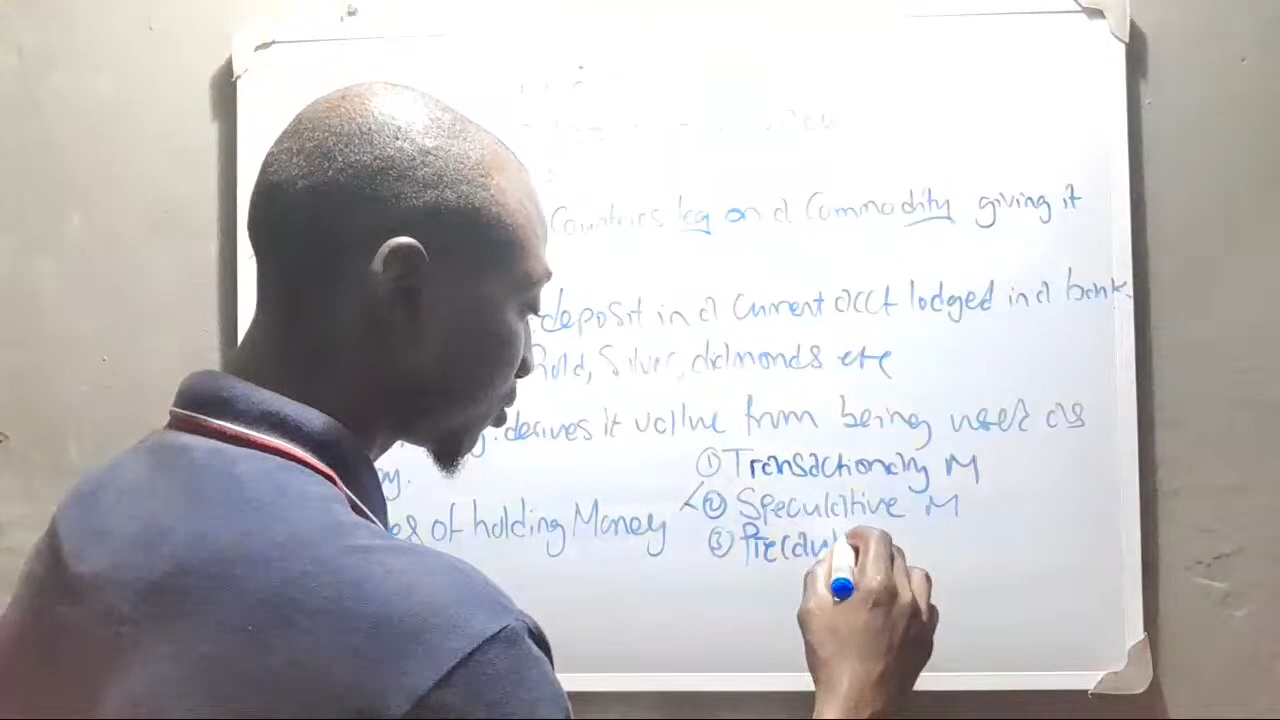 Countries leg on a Commodity giving it
deposit in a Current acct lodged in a bank.
Gold, Silver, diamonds etc
derives it value from being used as
① Transactionary M
② Speculative M
es of holding Money
③ Precau